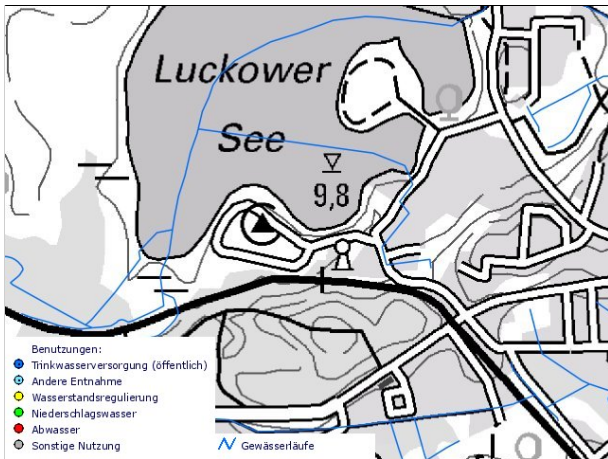 Luckower
See
9,8
Benutzungen:
Trinkwasserversorgung (öffentlich)
Andere Entnahme
Wasserstandsregulierung
Niederschlagswasser
Abwasser
Sonstige Nutzung
Gewässerläufe